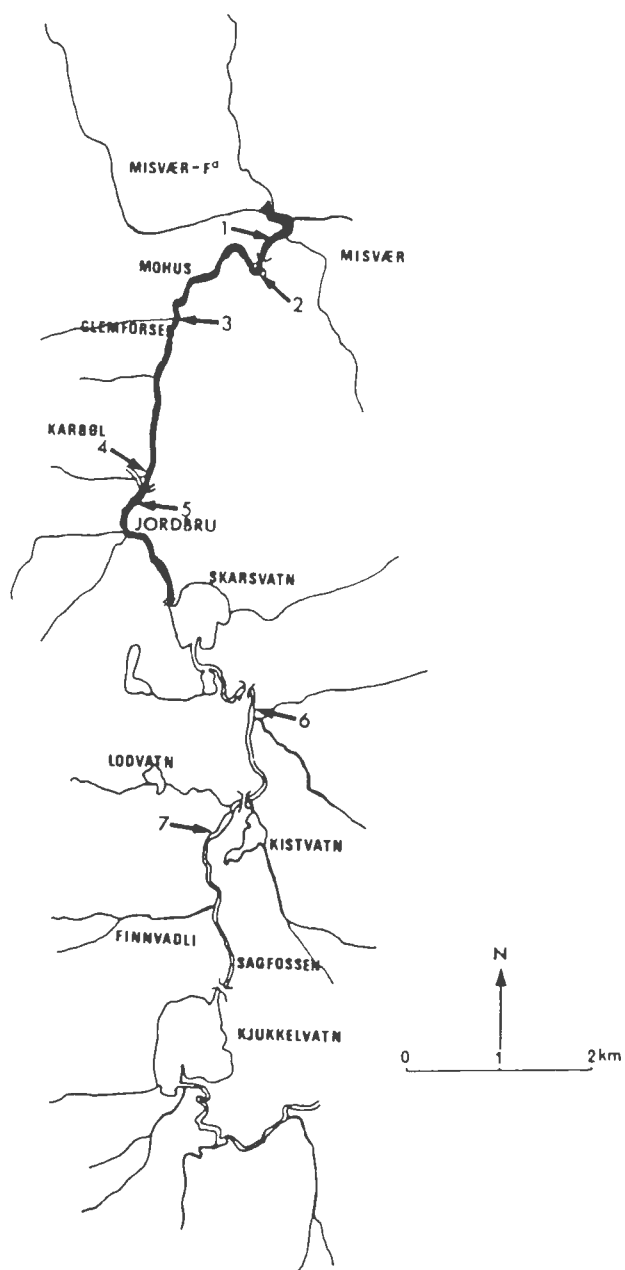 MISVÆR-Fᵈ
1
MISVÆR
MOHUS
2
GLEMFORSEN
3
KARBØL
4
5
JORDBRU
SKARSVATN
6
LODVATN
7
KISTVATN
FINNVADLI
SAGFOSSEN
N
KJUKKELVATN
0 1 2 km